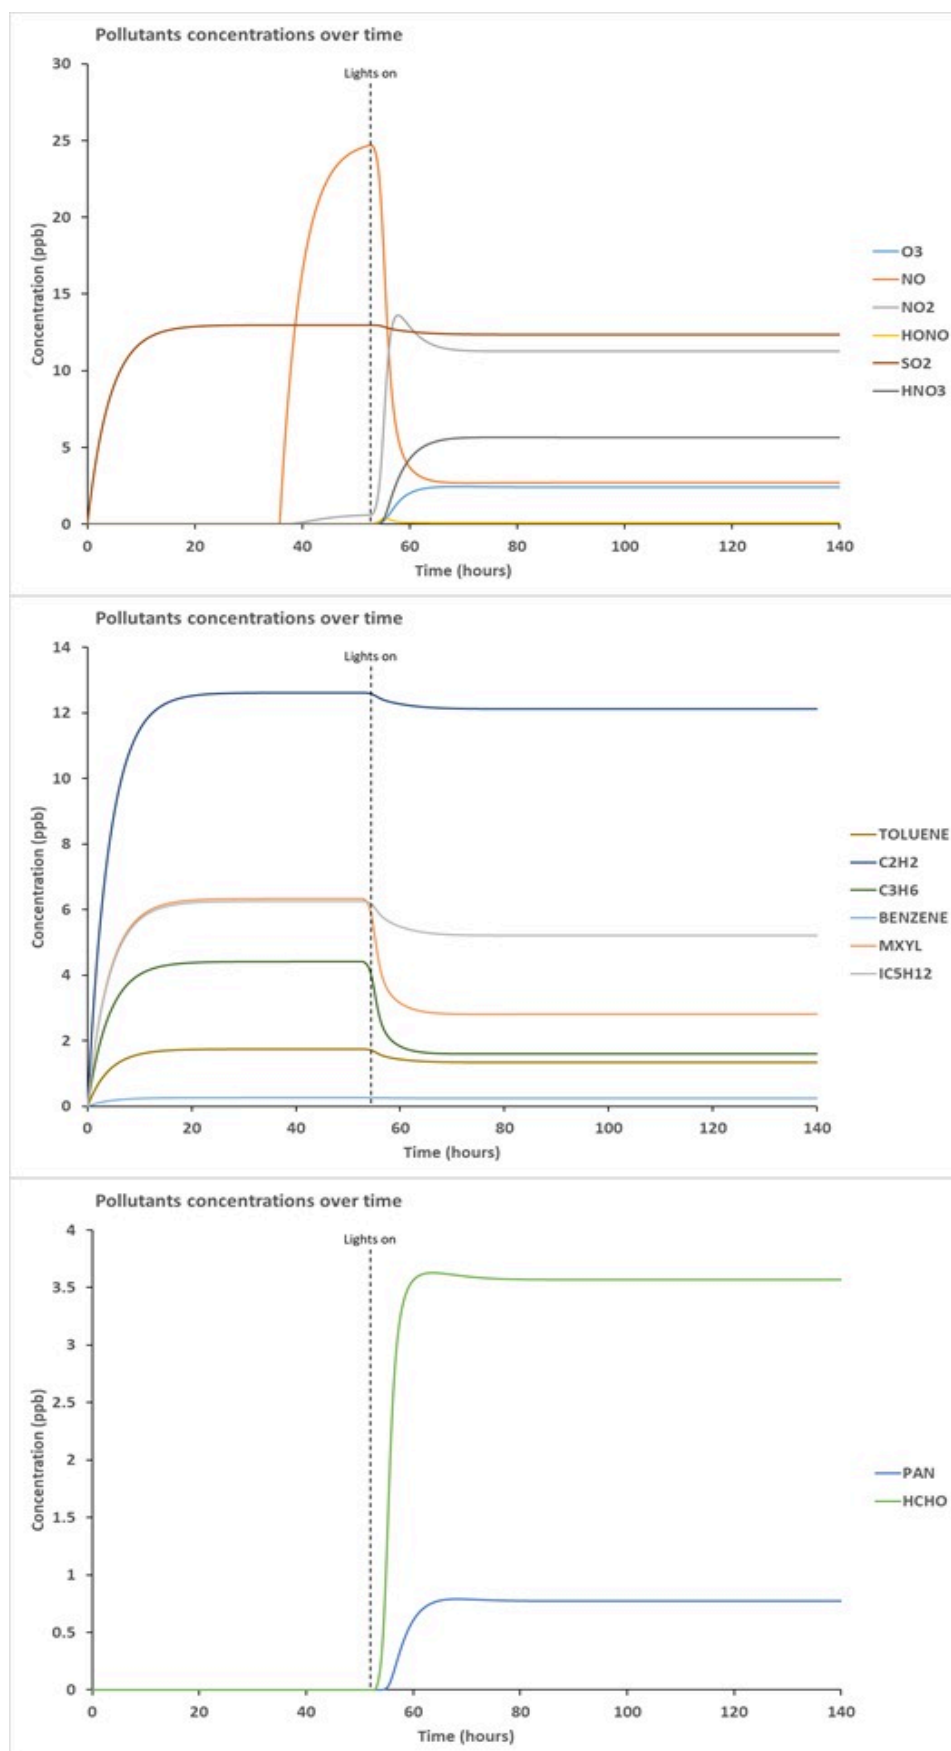 Pollutants concentrations over time
Lights on
30
25
20
15
10
5
0
Concentration (ppb)
0 20 40 60 80 100 120 140
Time (hours)
O3
NO
NO2
HONO
SO2
HNO3
Pollutants concentrations over time
Lights on
14
12
10
8
6
4
2
0
Concentration (ppb)
0 20 40 60 80 100 120 140
Time (hours)
TOLUENE
C2H2
C3H6
BENZENE
MXYL
IC5H12
Pollutants concentrations over time
Lights on
4
3.5
3
2.5
2
1.5
1
0.5
0
Concentration (ppb)
0 20 40 60 80 100 120 140
Time (hours)
PAN
HCHO